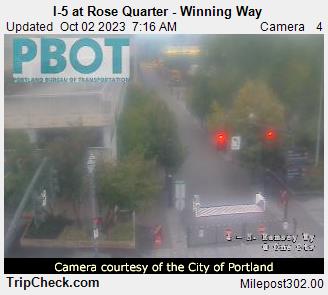 I-5 at Rose Quarter - Winning Way
Updated Oct 02 2023 7:16 AM Camera 4
PBOT
PORTLAND BUREAU OF TRANSPORTATION
Camera courtesy of the City of Portland
TripCheck.com Milepost302.00